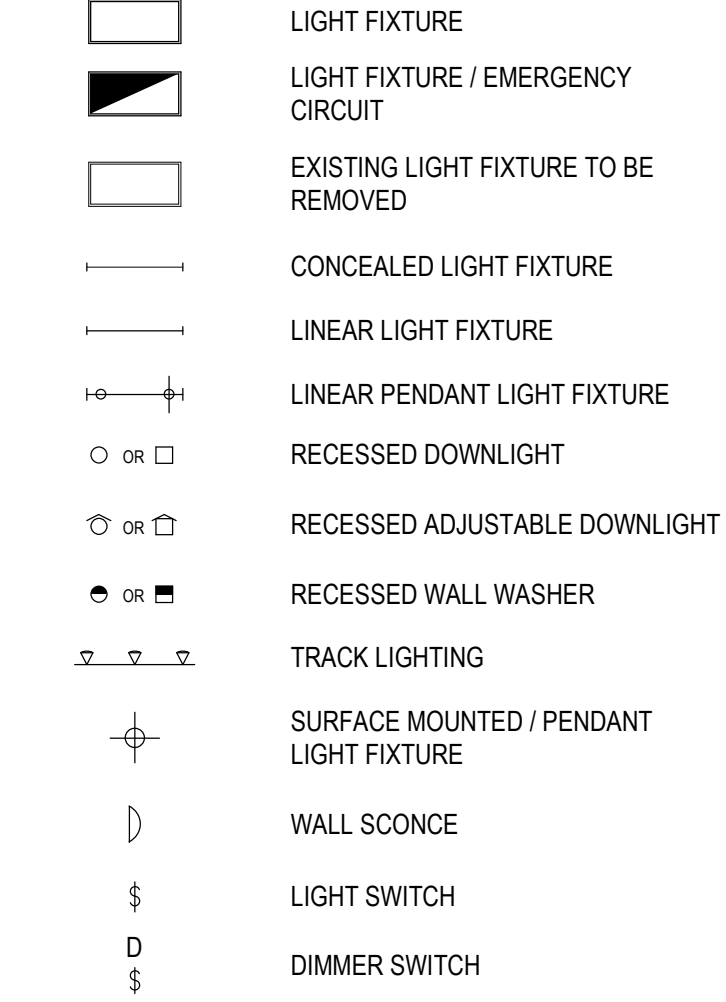 LIGHT FIXTURE
LIGHT FIXTURE / EMERGENCY
CIRCUIT
EXISTING LIGHT FIXTURE TO BE
REMOVED
CONCEALED LIGHT FIXTURE
LINEAR LIGHT FIXTURE
LINEAR PENDANT LIGHT FIXTURE
OR RECESSED DOWNLIGHT
OR RECESSED ADJUSTABLE DOWNLIGHT
OR RECESSED WALL WASHER
TRACK LIGHTING
SURFACE MOUNTED / PENDANT
LIGHT FIXTURE
WALL SCONCE
$ LIGHT SWITCH
D
$ DIMMER SWITCH